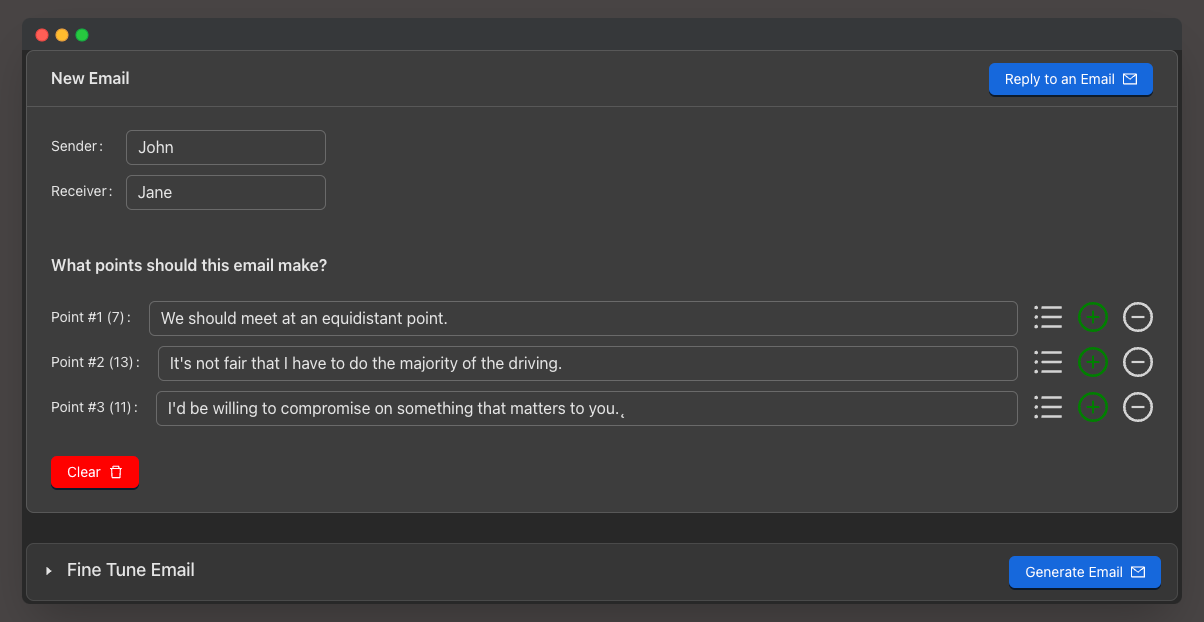 New Email
Reply to an Email
Sender:
John
Receiver:
Jane
What points should this email make?
Point #1 (7):
We should meet at an equidistant point.
Point #2 (13):
It's not fair that I have to do the majority of the driving.
Point #3 (11):
I'd be willing to compromise on something that matters to you.
Clear
Fine Tune Email
Generate Email